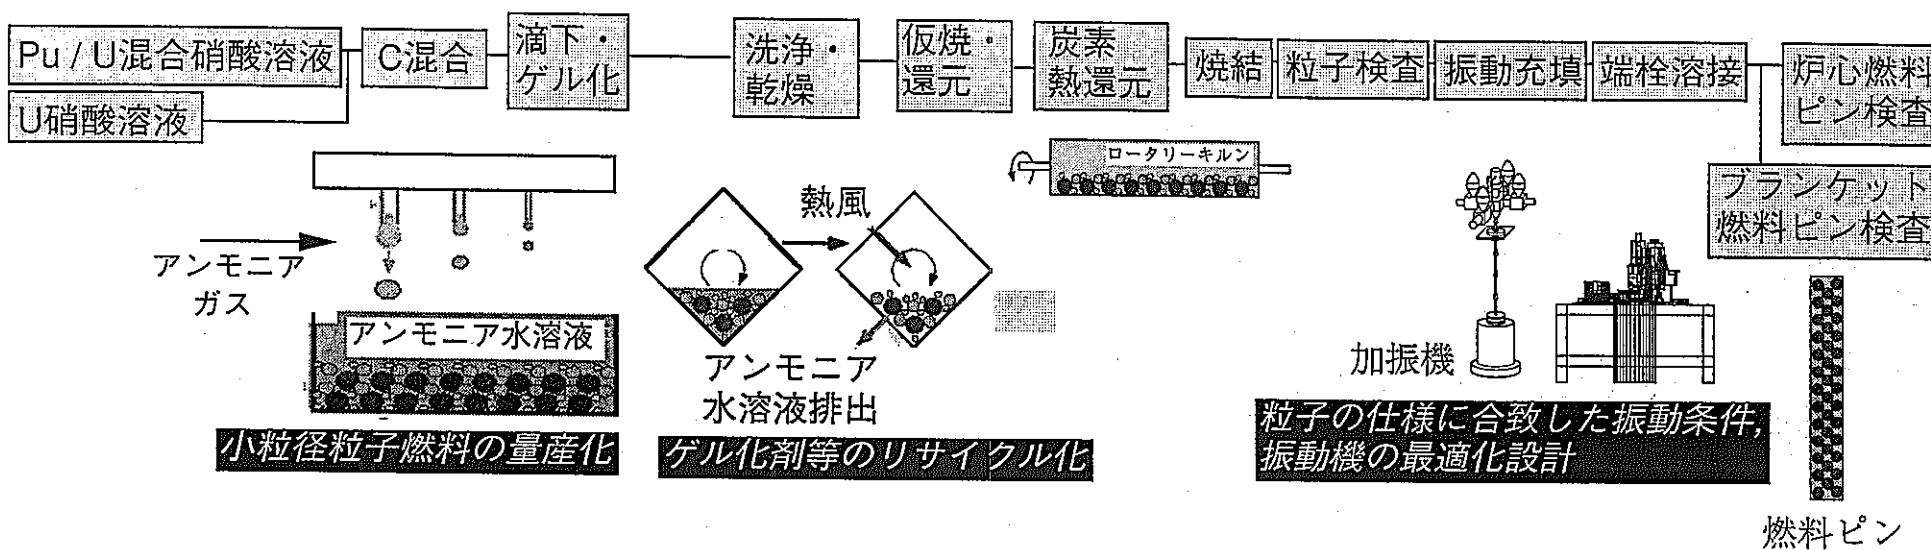 Pu / U混合硝酸溶液
U硝酸溶液
C混合
滴下・
ゲル化
洗浄・
乾燥
仮焼・
還元
炭素
熱還元
焼結
粒子検査
振動充填
端栓溶接
炉心燃料
ピン検査
ブランケット
燃料ピン検査
アンモニア
ガス
アンモニア水溶液
小粒径粒子燃料の量産化
熱風
アンモニア
水溶液排出
ゲル化剤等のリサイクル化
ロータリーキルン
加振機
粒子の仕様に合致した振動条件,
振動機の最適化設計
燃料ピン